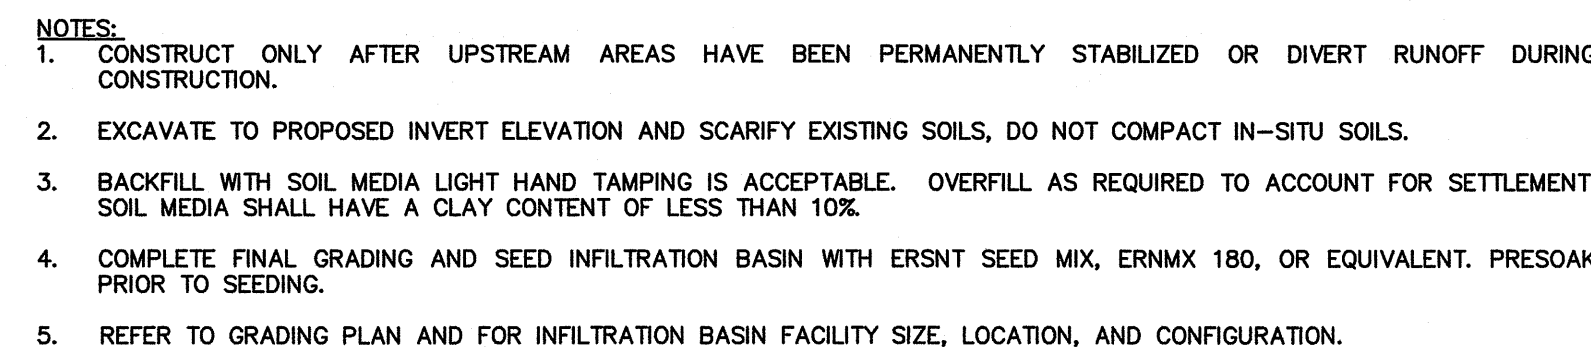 NOTES:
1. CONSTRUCT ONLY AFTER UPSTREAM AREAS HAVE BEEN PERMANENTLY STABILIZED OR DIVERT RUNOFF DURING
CONSTRUCTION.
2. EXCAVATE TO PROPOSED INVERT ELEVATION AND SCARIFY EXISTING SOILS, DO NOT COMPACT IN-SITU SOILS.
3. BACKFILL WITH SOIL MEDIA LIGHT HAND TAMPING IS ACCEPTABLE. OVERFILL AS REQUIRED TO ACCOUNT FOR SETTLEMENT
SOIL MEDIA SHALL HAVE A CLAY CONTENT OF LESS THAN 10%.
4. COMPLETE FINAL GRADING AND SEED INFILTRATION BASIN WITH ERSNT SEED MIX, ERNMX 180, OR EQUIVALENT. PRESOAK
PRIOR TO SEEDING.
5. REFER TO GRADING PLAN AND FOR INFILTRATION BASIN FACILITY SIZE, LOCATION, AND CONFIGURATION.